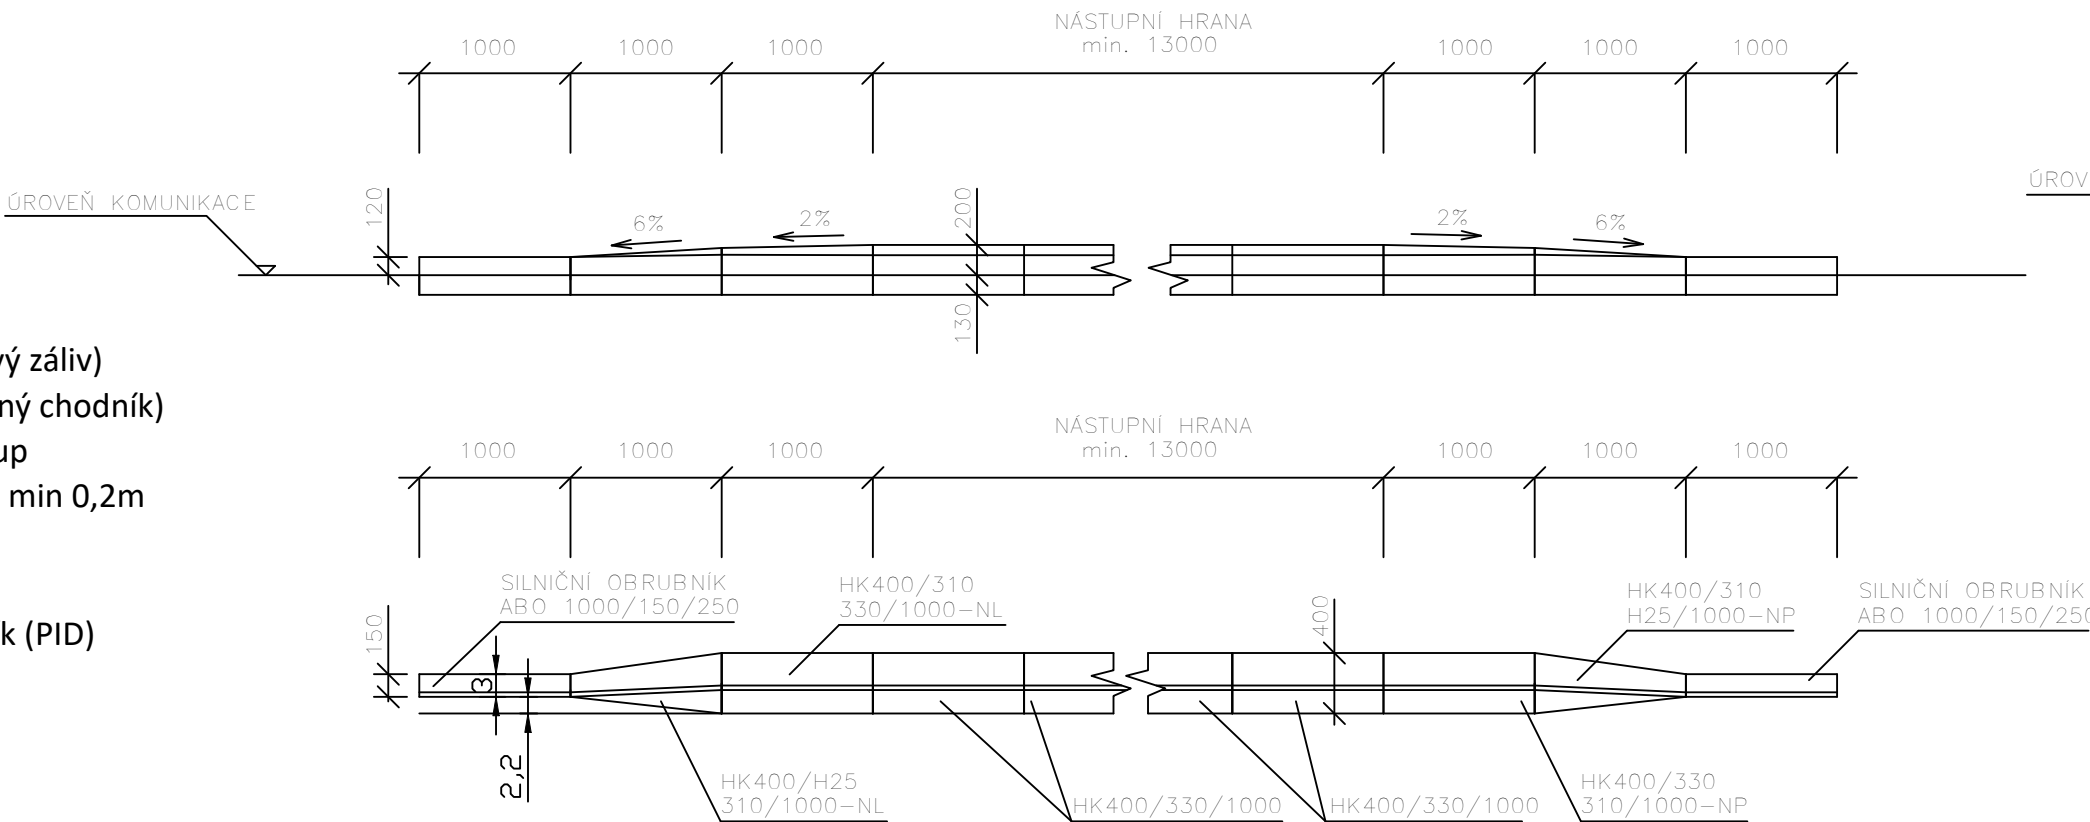 NÁSTUPNÍ HRANA
min. 13000
1000 1000 1000 1000 1000 1000
ÚROVEŇ KOMUNIKACE
120
6%
2%
200
2%
6%
ÚROV
130
vý záliv)
ný chodník)
up
min 0,2m
k (PID)
NÁSTUPNÍ HRANA
min. 13000
1000 1000 1000 1000 1000 1000
SILNIČNÍ OBRUBNÍK
ABO 1000/150/250
HK400/310
330/1000-NL
HK400/310
H25/1000-NP
SILNIČNÍ OBRUBNÍK
ABO 1000/150/250
150
3
2,2
400
HK400/H25
310/1000-NL
HK400/330/1000
HK400/330/1000
HK400/330
310/1000-NP